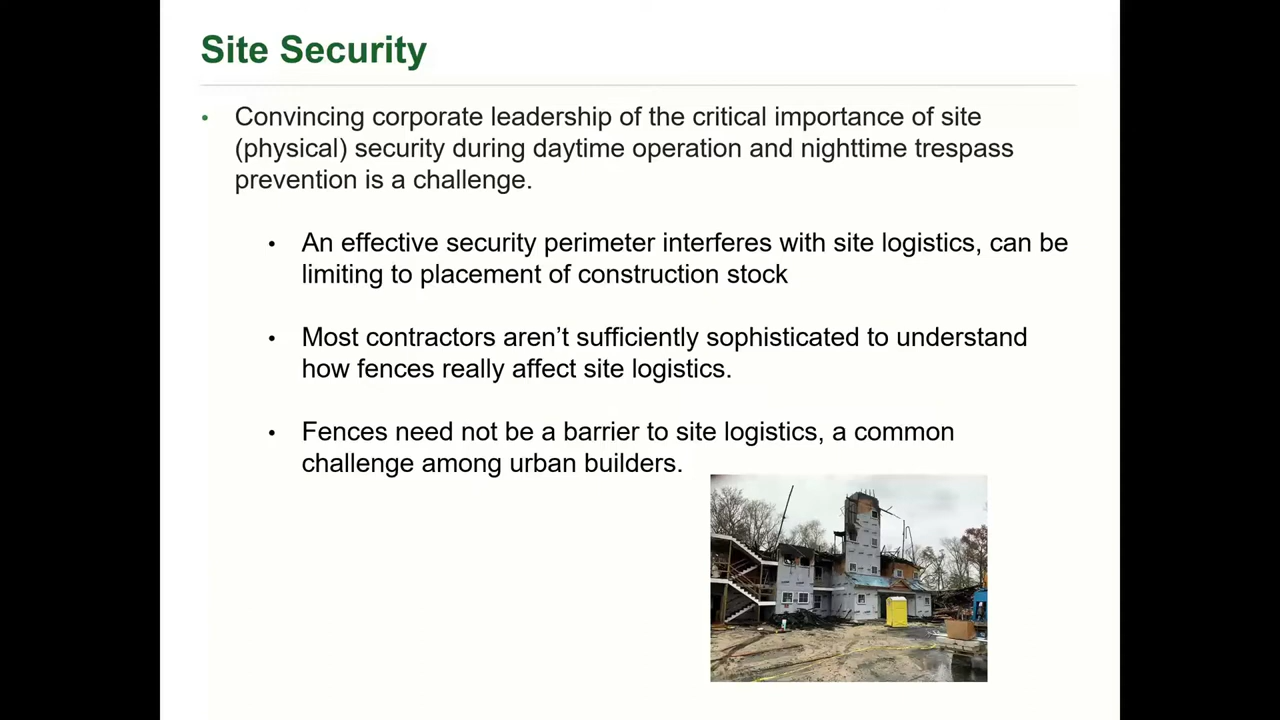 Site Security
• Convincing corporate leadership of the critical importance of site
(physical) security during daytime operation and nighttime trespass
prevention is a challenge.
• An effective security perimeter interferes with site logistics, can be
limiting to placement of construction stock
• Most contractors aren’t sufficiently sophisticated to understand
how fences really affect site logistics.
• Fences need not be a barrier to site logistics, a common
challenge among urban builders.